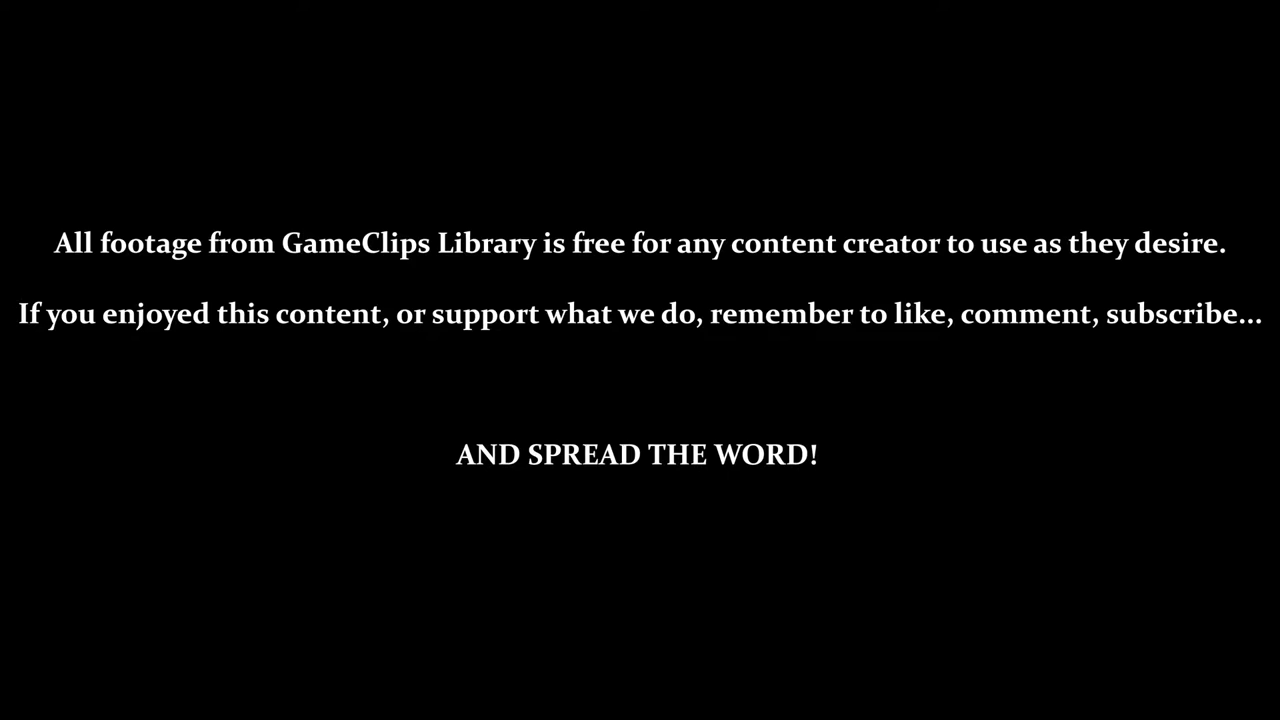 All footage from GameClips Library is free for any content creator to use as they desire.
If you enjoyed this content, or support what we do, remember to like, comment, subscribe...
AND SPREAD THE WORD!